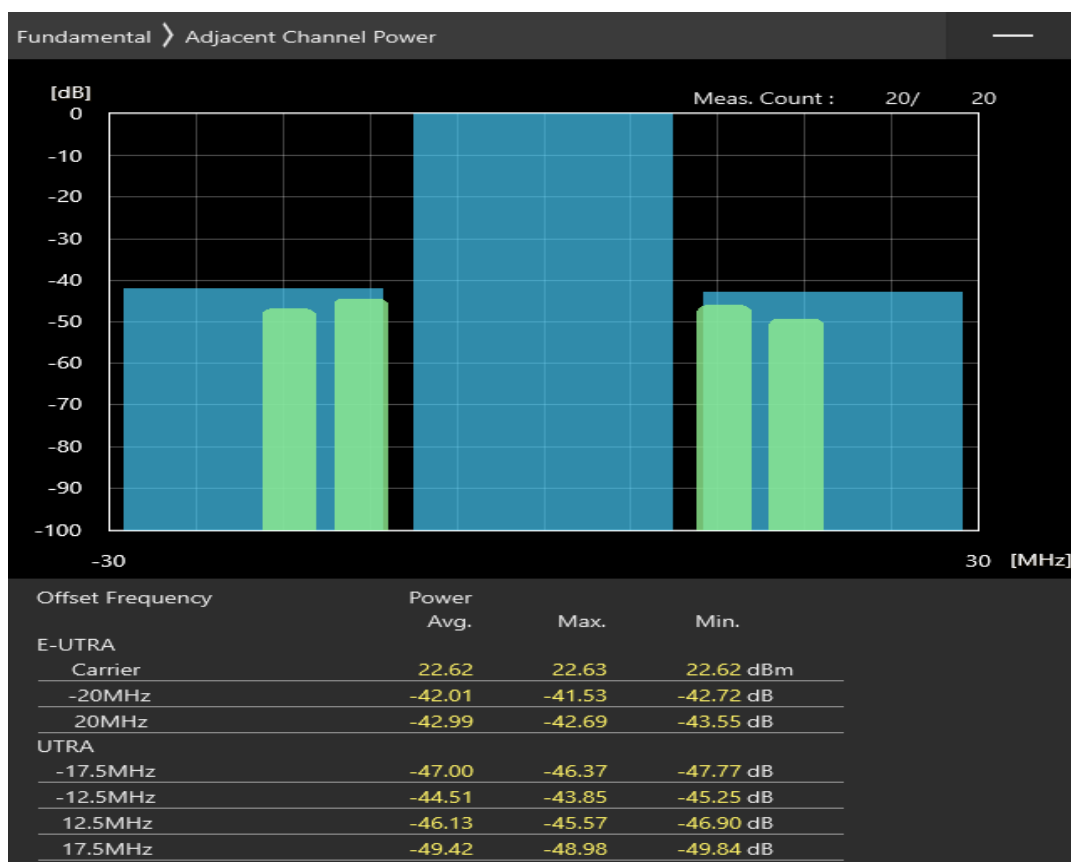 Fundamental 〉 Adjacent Channel Power
[dB]
Meas. Count : 20/ 20
0
-10
-20
-30
-40
-50
-60
-70
-80
-90
-100
-30 30 [MHz]
Offset Frequency Power
Avg. Max. Min.
E-UTRA
Carrier 22.62 22.63 22.62 dBm
-20MHz -42.01 -41.53 -42.72 dB
20MHz -42.99 -42.69 -43.55 dB
UTRA
-17.5MHz -47.00 -46.37 -47.77 dB
-12.5MHz -44.51 -43.85 -45.25 dB
12.5MHz -46.13 -45.57 -46.90 dB
17.5MHz -49.42 -48.98 -49.84 dB